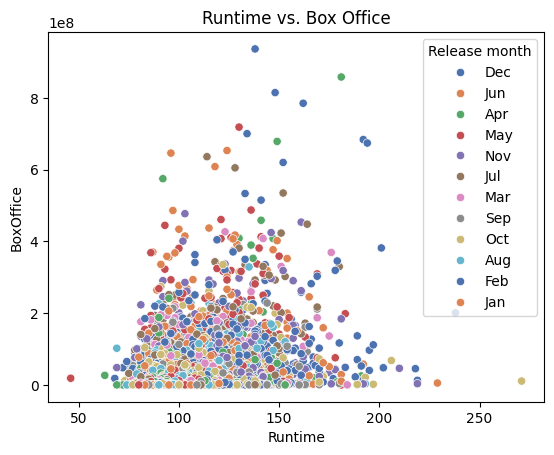 Runtime vs. Box Office
1e8
Release month
Dec
Jun
Apr
May
Nov
Jul
Mar
Sep
Oct
Aug
Feb
Jan
BoxOffice
8
6
4
2
0
50
100
150
200
250
Runtime